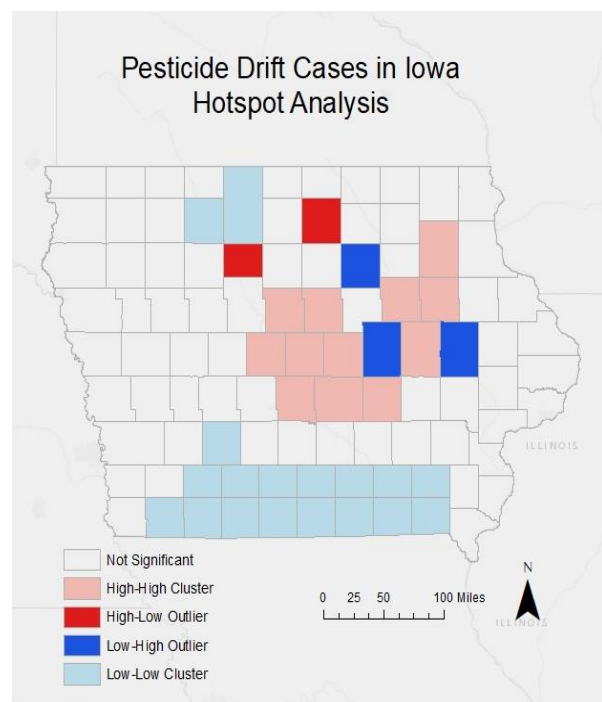 Pesticide Drift Cases in Iowa
Hotspot Analysis
ILLINOIS
Not Significant
High-High Cluster
High-Low Outlier
Low-High Outlier
Low-Low Cluster
0 25 50 100 Miles
N
ILLINOIS